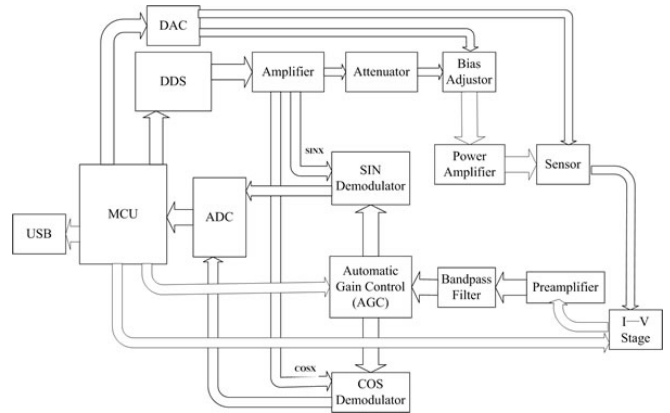 DAC
DDS
Amplifier
Attenuator
Bias
Adjustor
SINX
SIN
Demodulator
Power
Amplifier
Sensor
MCU
ADC
USB
Automatic
Gain Control
(AGC)
Bandpass
Filter
Preamplifier
I—V
Stage
COSX
COS
Demodulator